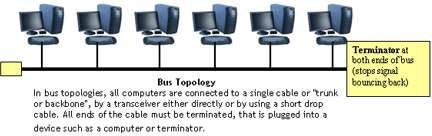 Terminator at
both ends of bus
(stops signal
bouncing back)
Bus Topology
In bus topologies, all computers are connected to a single cable or "trunk
or backbone", by a transceiver either directly or by using a short drop
cable. All ends of the cable must be terminated, that is plugged into a
device such as a computer or terminator.